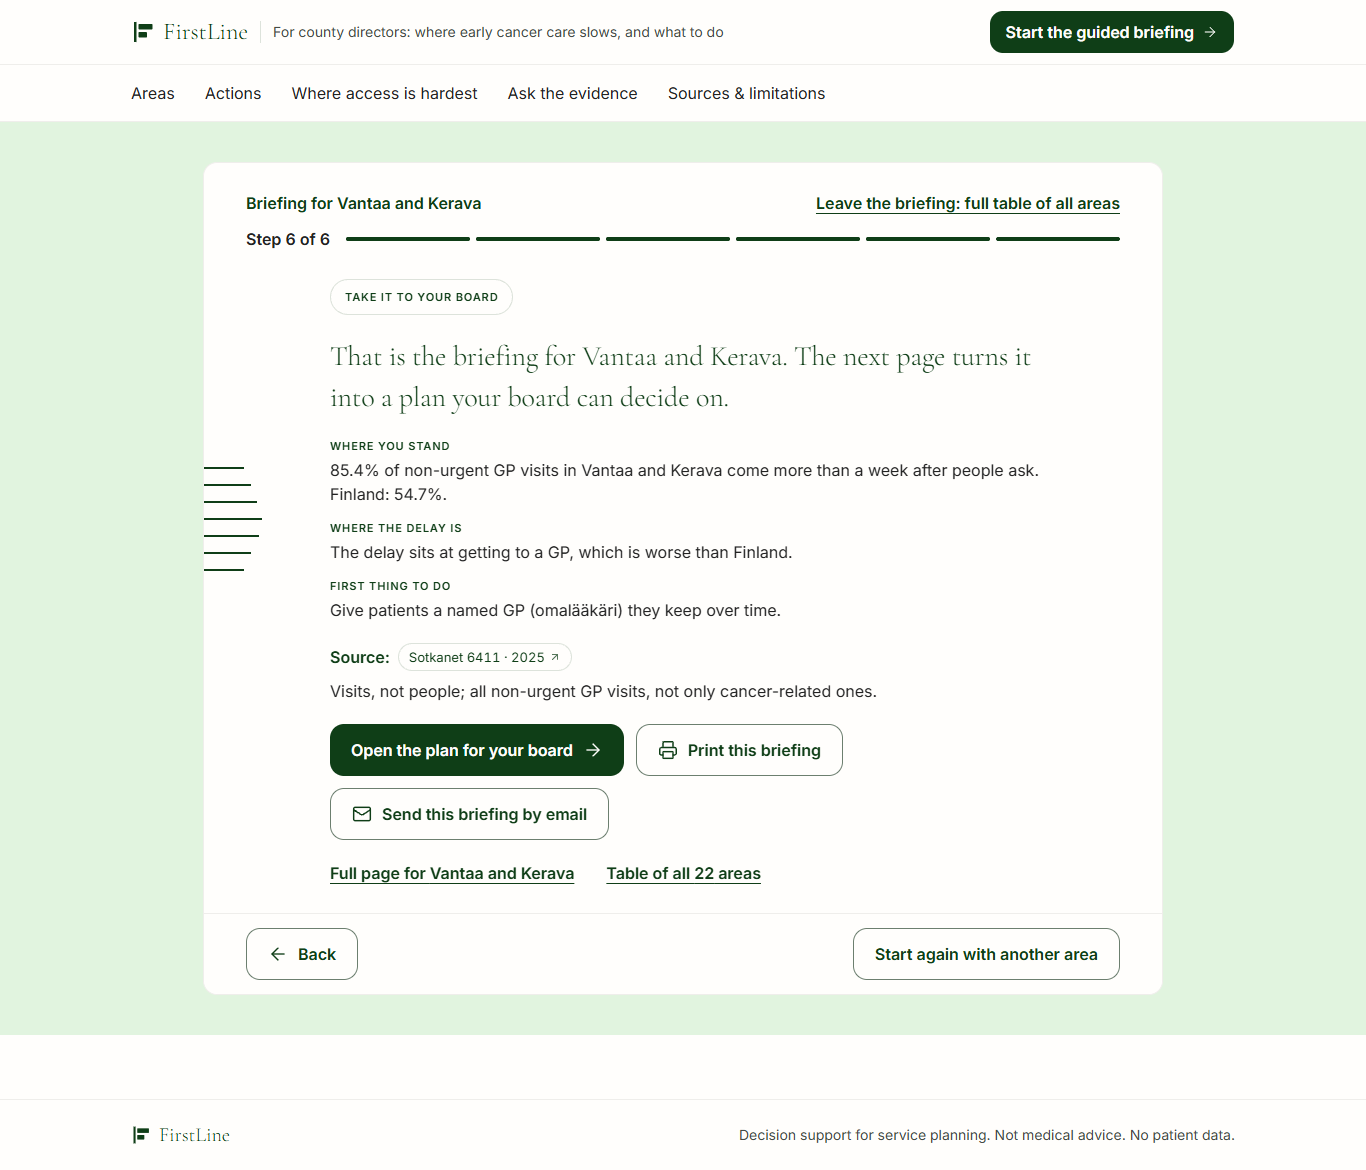 FirstLine
For county directors: where early cancer care slows, and what to do
Start the guided briefing
Areas
Actions
Where access is hardest
Ask the evidence
Sources & limitations
Briefing for Vantaa and Kerava
Leave the briefing: full table of all areas
Step 6 of 6
TAKE IT TO YOUR BOARD
That is the briefing for Vantaa and Kerava. The next page turns it
into a plan your board can decide on.
WHERE YOU STAND
85.4% of non-urgent GP visits in Vantaa and Kerava come more than a week after people ask.
Finland: 54.7%.
WHERE THE DELAY IS
The delay sits at getting to a GP, which is worse than Finland.
FIRST THING TO DO
Give patients a named GP (omalääkäri) they keep over time.
Source:
Sotkanet 6411 · 2025
Visits, not people; all non-urgent GP visits, not only cancer-related ones.
Open the plan for your board
Print this briefing
Send this briefing by email
Full page for Vantaa and Kerava
Table of all 22 areas
Back
Start again with another area
FirstLine
Decision support for service planning. Not medical advice. No patient data.